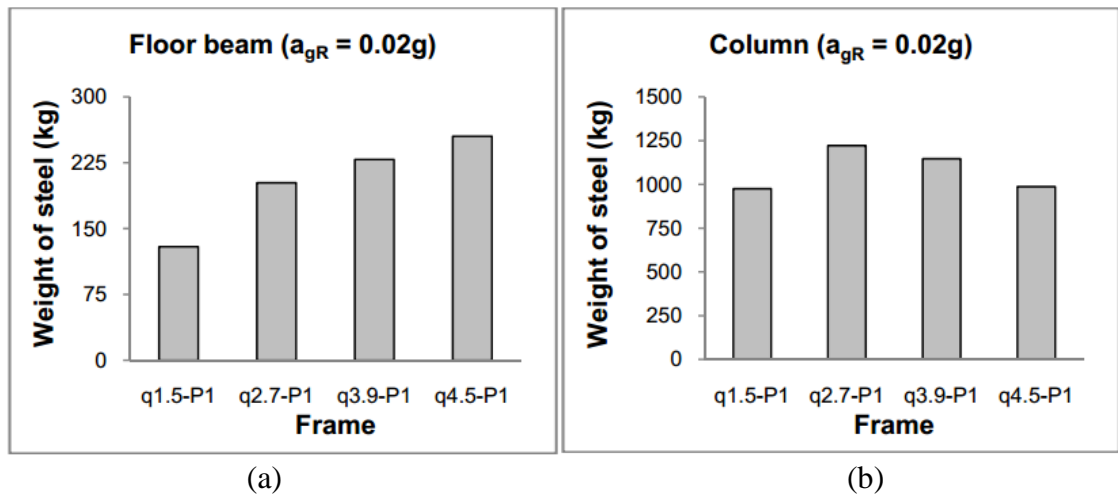 Floor beam (agR = 0.02g)
Weight of steel (kg)
300
225
150
75
0
q1.5-P1 q2.7-P1 q3.9-P1 q4.5-P1
Frame
(a)
Column (agR = 0.02g)
Weight of steel (kg)
1500
1250
1000
750
500
250
0
q1.5-P1 q2.7-P1 q3.9-P1 q4.5-P1
Frame
(b)